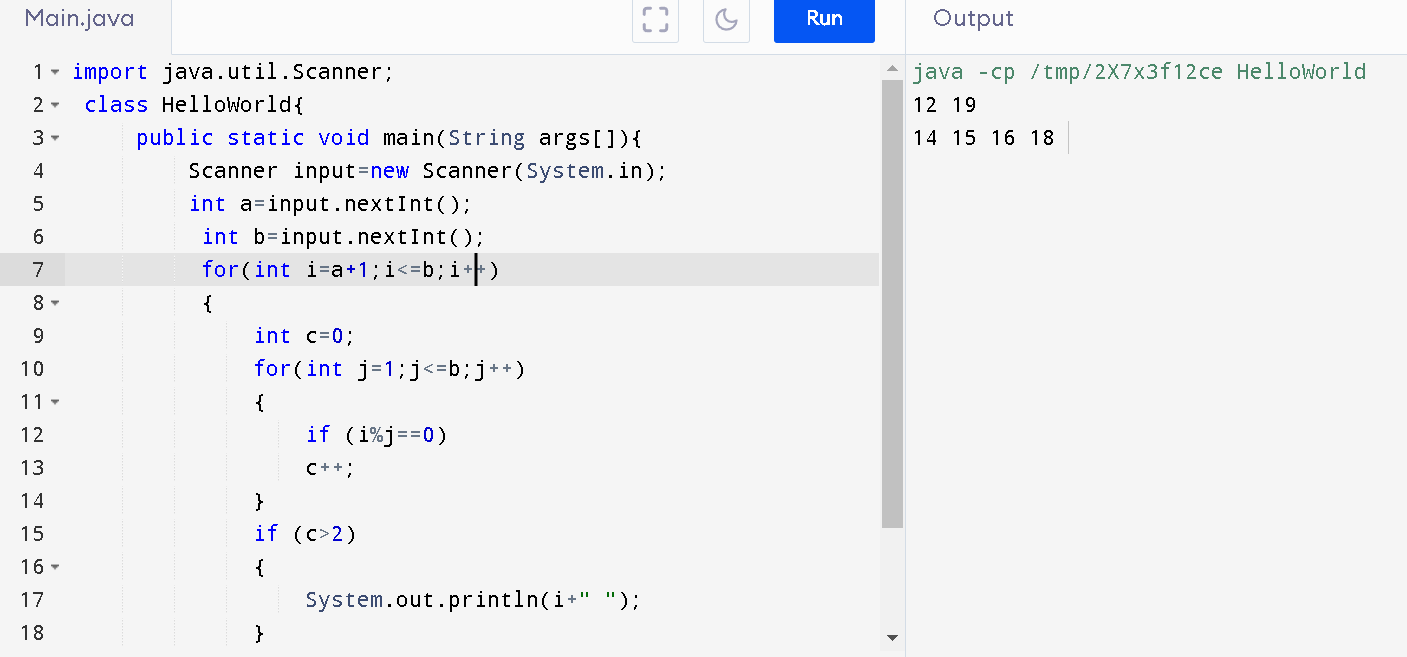 Main.java
Run
Output
1 import java.util.Scanner;
2 class HelloWorld{
3 public static void main(String args[]){
4 Scanner input=new Scanner(System.in);
5 int a=input.nextInt();
6 int b=input.nextInt();
7 for(int i=a+1;i<=b;i++)
8 {
9 int c=0;
10 for(int j=1;j<=b;j++)
11 {
12 if (i%j==0)
13 c++;
14 }
15 if (c>2)
16 {
17 System.out.println(i+" ");
18 }
java -cp /tmp/2X7x3f12ce HelloWorld
12 19
14 15 16 18